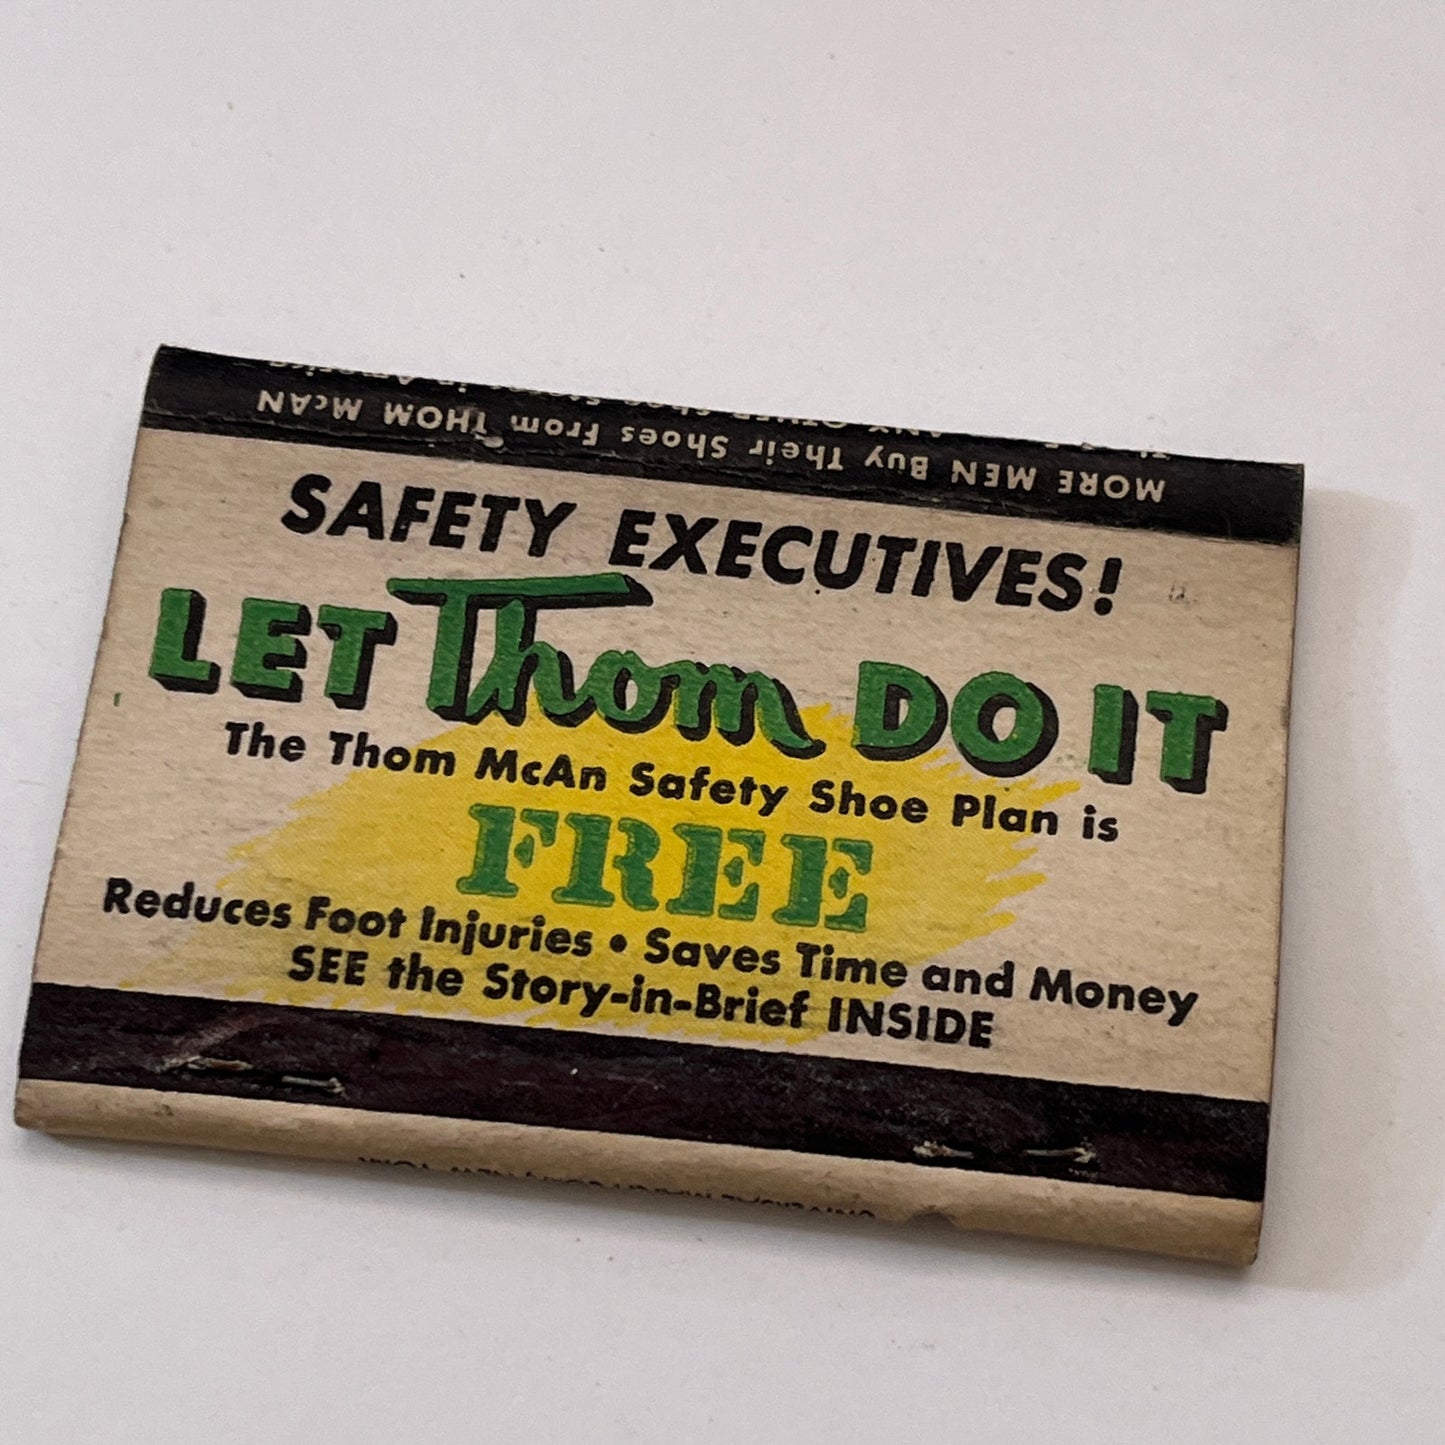 MORE MEN Buy Their Shoes From THOM McAN
SAFETY EXECUTIVES!
LET Thom DO IT
The Thom McAn Safety Shoe Plan is
FREE
Reduces Foot Injuries • Saves Time and Money
SEE the Story-in-Brief INSIDE